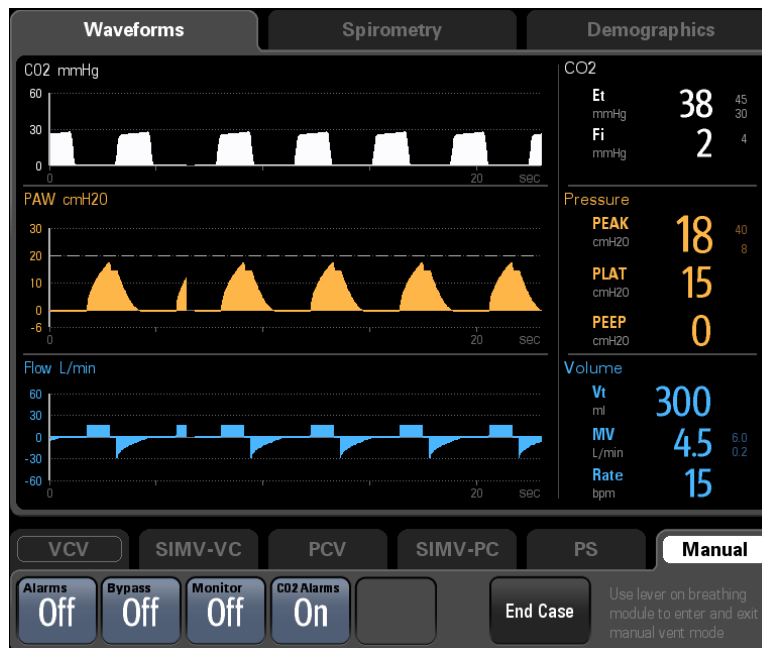 Waveforms Spirometry Demographics
CO2 mmHg
60
30
0
0 20 sec
PAW cmH20
30
20
10
0
-6
0 20 sec
Flow L/min
60
30
0
-30
-60
0 20 sec
CO2
Et
mmHg 38 45
30
Fi
mmHg 2 4
Pressure
PEAK
cmH20 18 40
8
PLAT
cmH20 15
PEEP
cmH20 0
Volume
Vt
ml 300
MV
L/min 4.5 6.0
0.2
Rate
bpm 15
VCV SIMV-VC PCV SIMV-PC PS Manual
Alarms Bypass Monitor CO2 Alarms
Off Off Off On
End Case
Use lever on breathing
module to enter and exit
manual vent mode